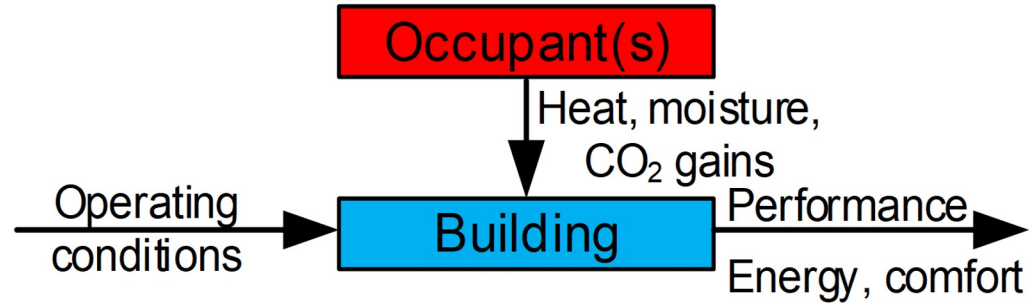 Occupant(s)
Heat, moisture,
CO₂ gains
Operating
conditions
Building
Performance
Energy, comfort